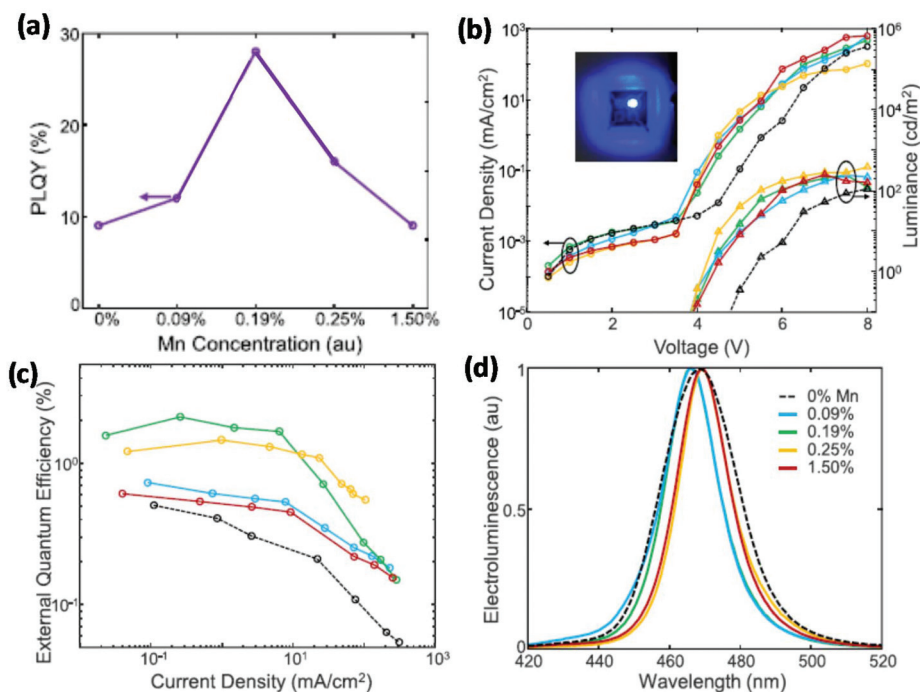 (a)
30
20
10
0
PLQY (%)
0% 0.09% 0.19% 0.25% 1.50%
Mn Concentration (au)
(b)
10³
10¹
10⁻¹
10⁻³
10⁻⁵
Current Density (mA/cm²)
10⁶
10⁴
10²
10⁰
Luminance (cd/m²)
0 2 4 6 8
Voltage (V)
(c)
10⁰
10⁻¹
External Quantum Efficiency (%)
10⁻¹ 10¹ 10³
Current Density (mA/cm²)
(d)
1
0.5
0
Electroluminescence (au)
0% Mn
0.09%
0.19%
0.25%
1.50%
420 440 460 480 500 520
Wavelength (nm)